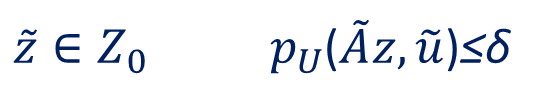 z̃ ∈ Z₀ p_U(Ãz, ũ)≤δ